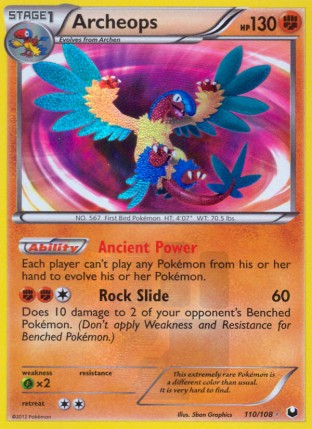 STAGE1
Archeops
HP130
Evolves from Archen
NO. 567. First Bird Pokémon. HT. 4'07". WT. 70.5 lbs.
Ability Ancient Power
Each player can't play any Pokémon from his or her
hand to evolve his or her Pokémon.
Rock Slide 60
Does 10 damage to 2 of your opponent's Benched
Pokémon. (Don't apply Weakness and Resistance for
Benched Pokémon.)
weakness
resistance
×2
This extremely rare Pokémon is
a different color than usual.
It is very hard to find.
retreat
©2012 Pokémon
Illus. 5ban Graphics
110/108